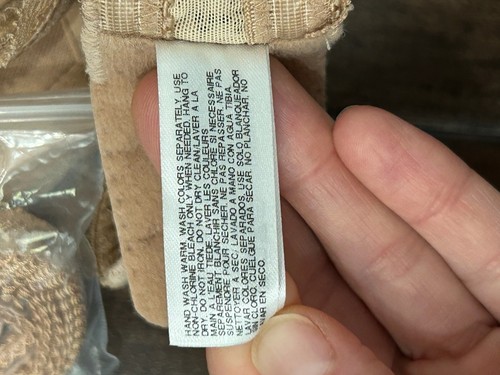 HAND WASH WARM, WASH COLORS SEPARATELY. USE
NON-CHLORINE BLEACH ONLY WHEN NEEDED. HANG TO
DRY. DO NOT IRON. DO NOT DRY CLEAN/LAVER A LA
MAIN A L'EAU TIEDE, LAVER LES COULEURS
SEPAREMENT BLANCHIR SANS CHLORE SI NECESSAIRE
SUSPENDRE POUR SECHER, NE PAS REPASSER, NE PAS
NETTOYER A SEC. LAVADO A MANO CON AGUA TIBIA,
LAVAR COLORES SEPARADOS, USE SOLO BLANQUEADOR
CLORO, CUELGUE PARA SECAR, NO PLANCHAR, NO
EN SECO.